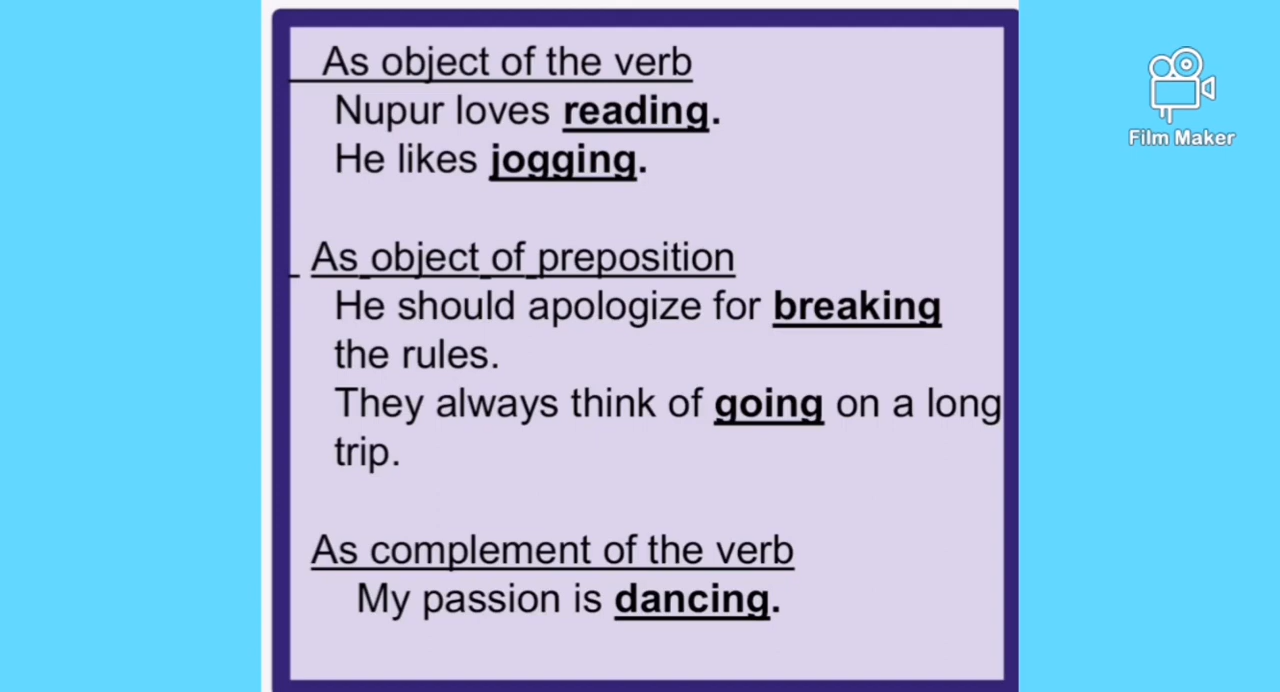 As object of the verb
Nupur loves reading.
He likes jogging.
As object of preposition
He should apologize for breaking
the rules.
They always think of going on a long
trip.
As complement of the verb
My passion is dancing.
Film Maker